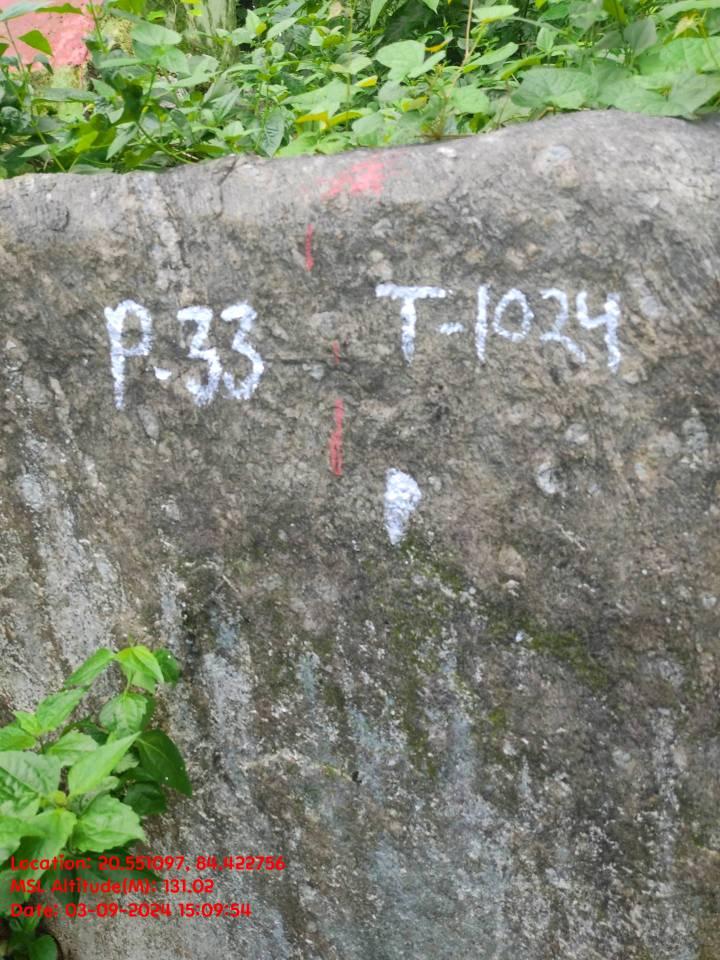 P-33 T-1024
Location: 20.551097, 84.422756
MSL Altitude(M): 131.02
Date: 03-09-2024 15:09:54